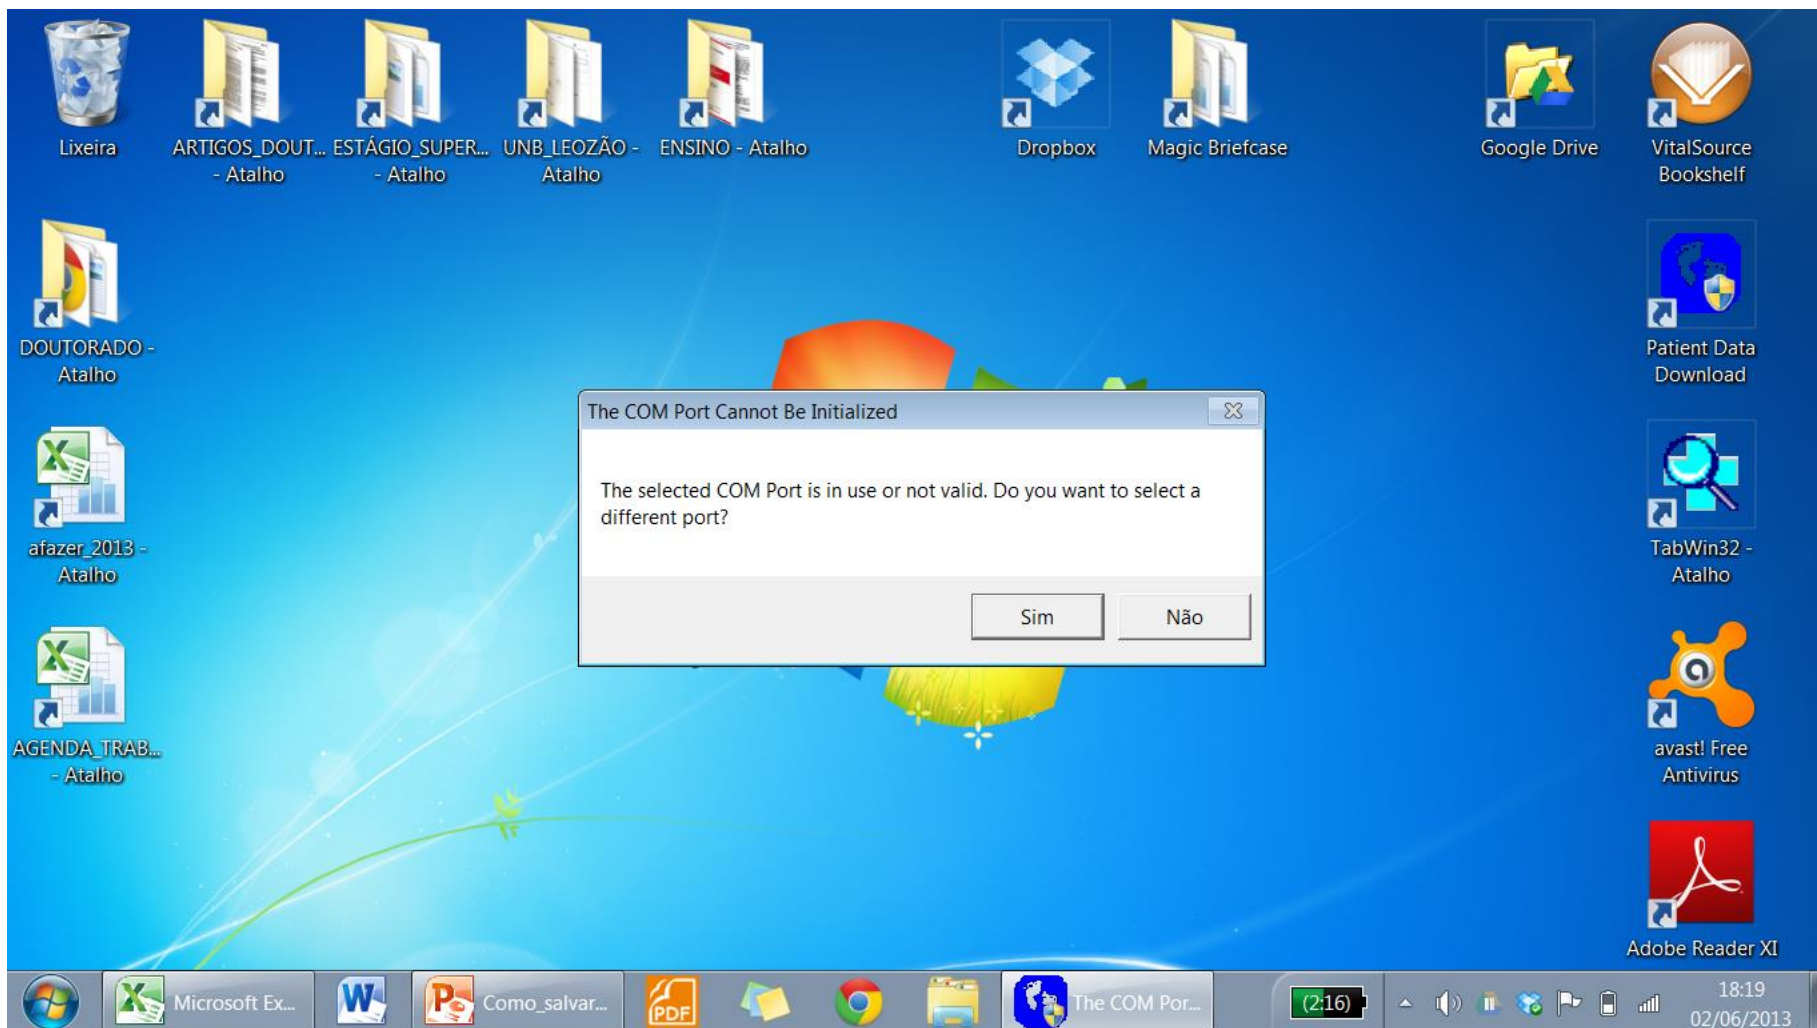 Lixeira
ARTIGOS_DOUT...
- Atalho
ESTÁGIO_SUPER...
- Atalho
UNB_LEOZÃO -
Atalho
ENSINO - Atalho
Dropbox
Magic Briefcase
Google Drive
VitalSource
Bookshelf
DOUTORADO -
Atalho
Patient Data
Download
The COM Port Cannot Be Initialized
The selected COM Port is in use or not valid. Do you want to select a
different port?
Sim
Não
afazer_2013 -
Atalho
TabWin32 -
Atalho
AGENDA_TRAB...
- Atalho
avast! Free
Antivirus
Adobe Reader XI
Microsoft Ex...
Como_salvar...
PDF
The COM Por...
(2:16)
18:19
02/06/2013